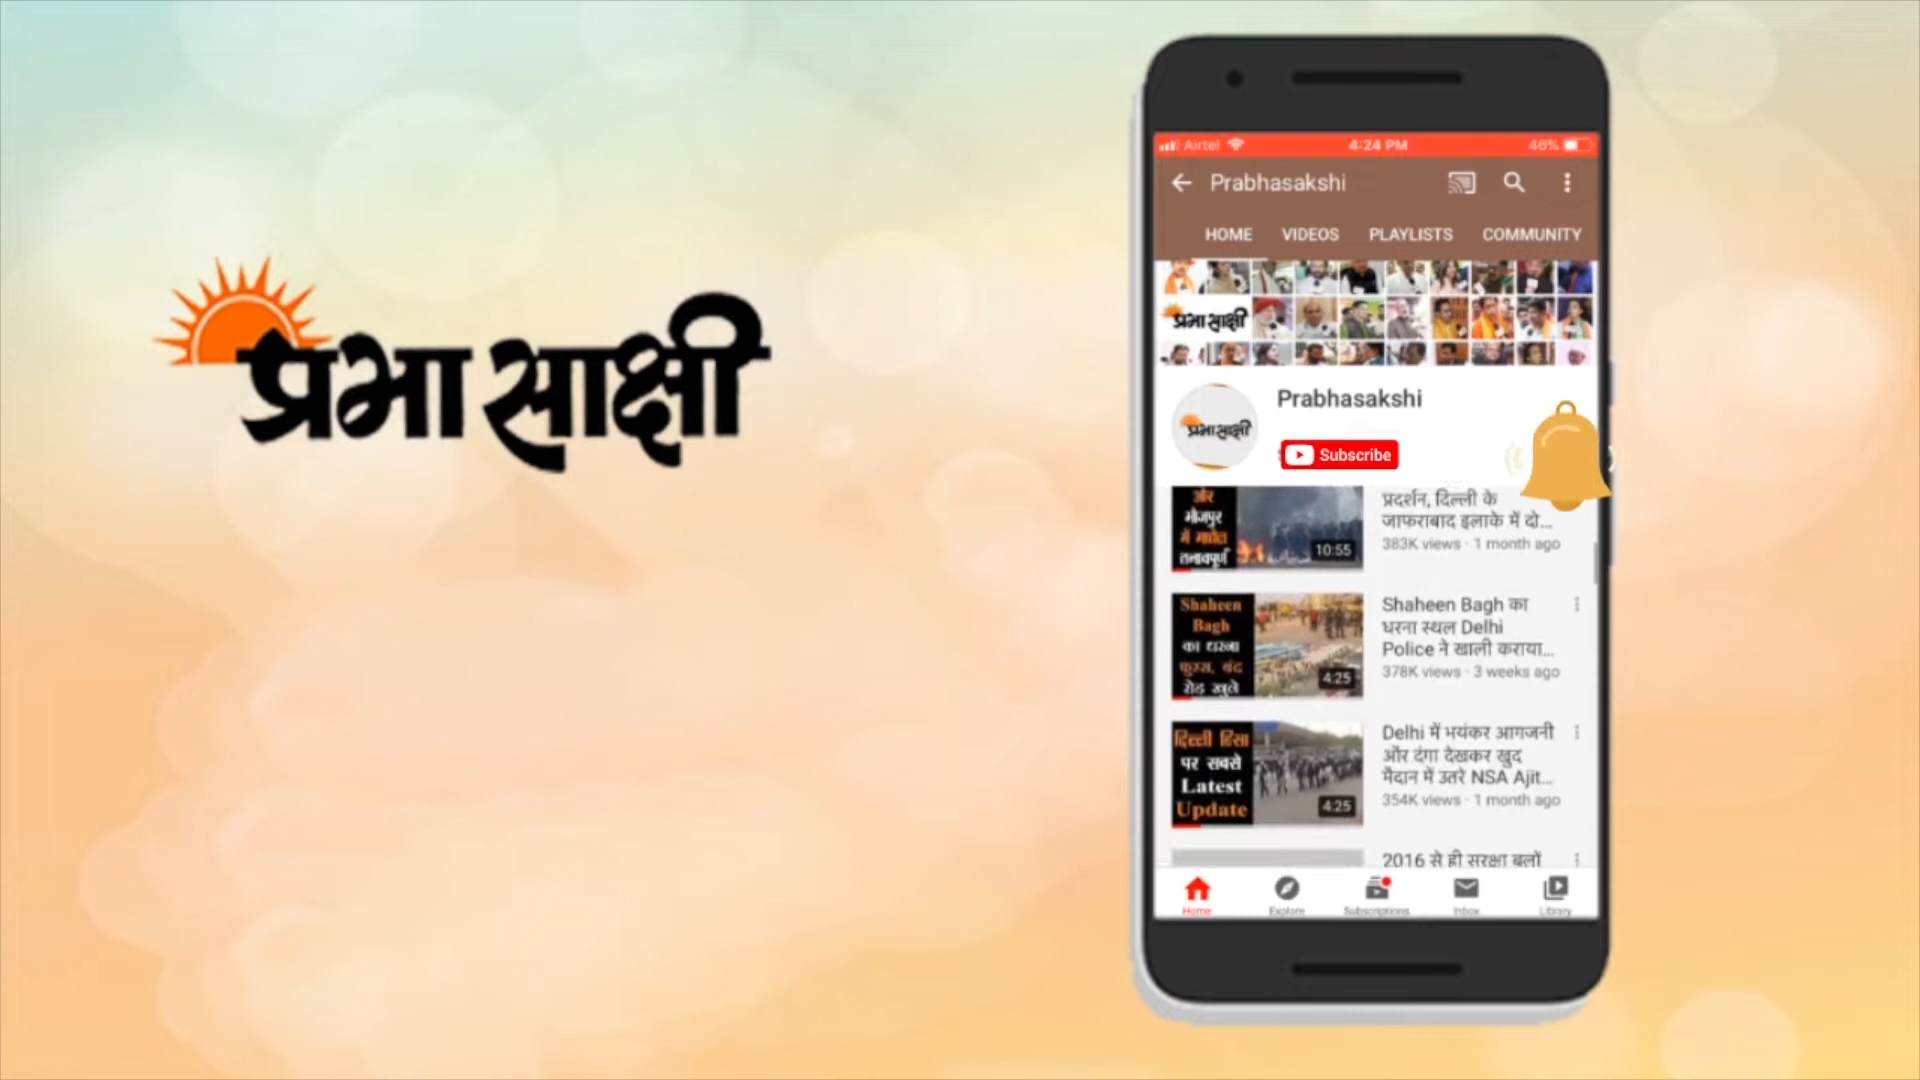 प्रभासाक्षी
Airtel 4:24 PM 46%
Prabhasakshi
HOME VIDEOS PLAYLISTS COMMUNITY
प्रभासाक्षी
Prabhasakshi
प्रभासाक्षी
Subscribe
और
भोजपुर
में माहौल
तनावपूर्ण
10:55
प्रदर्शन, दिल्ली के
जाफराबाद इलाके में दो...
383K views · 1 month ago
Shaheen
Bagh
का धरना
फुस्स, बंद
रोड खुले
4:25
Shaheen Bagh का
धरना स्थल Delhi
Police ने खाली कराया...
378K views · 3 weeks ago
दिल्ली हिंसा
पर सबसे
Latest
Update
4:25
Delhi में भयंकर आगजनी
और दंगा देखकर खुद
मैदान में उतरे NSA Ajit...
354K views · 1 month ago
2016 से ही सुरक्षा बलों
Home Explore Subscriptions Inbox Library